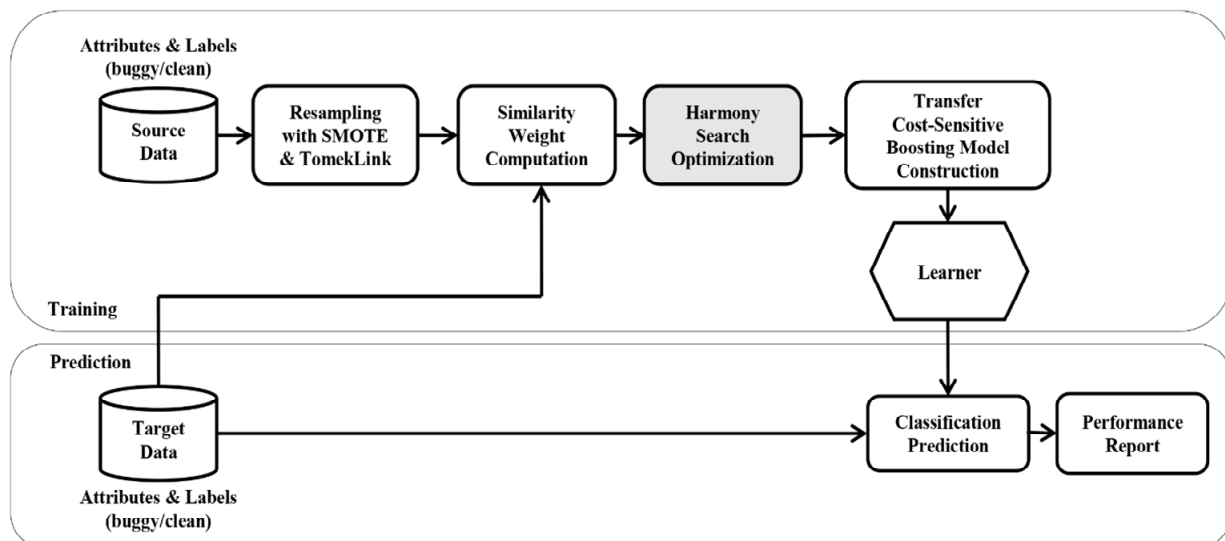 Attributes & Labels
(buggy/clean)
Source
Data
Resampling
with SMOTE
& TomekLink
Similarity
Weight
Computation
Harmony
Search
Optimization
Transfer
Cost-Sensitive
Boosting Model
Construction
Learner
Training
Prediction
Target
Data
Attributes & Labels
(buggy/clean)
Classification
Prediction
Performance
Report